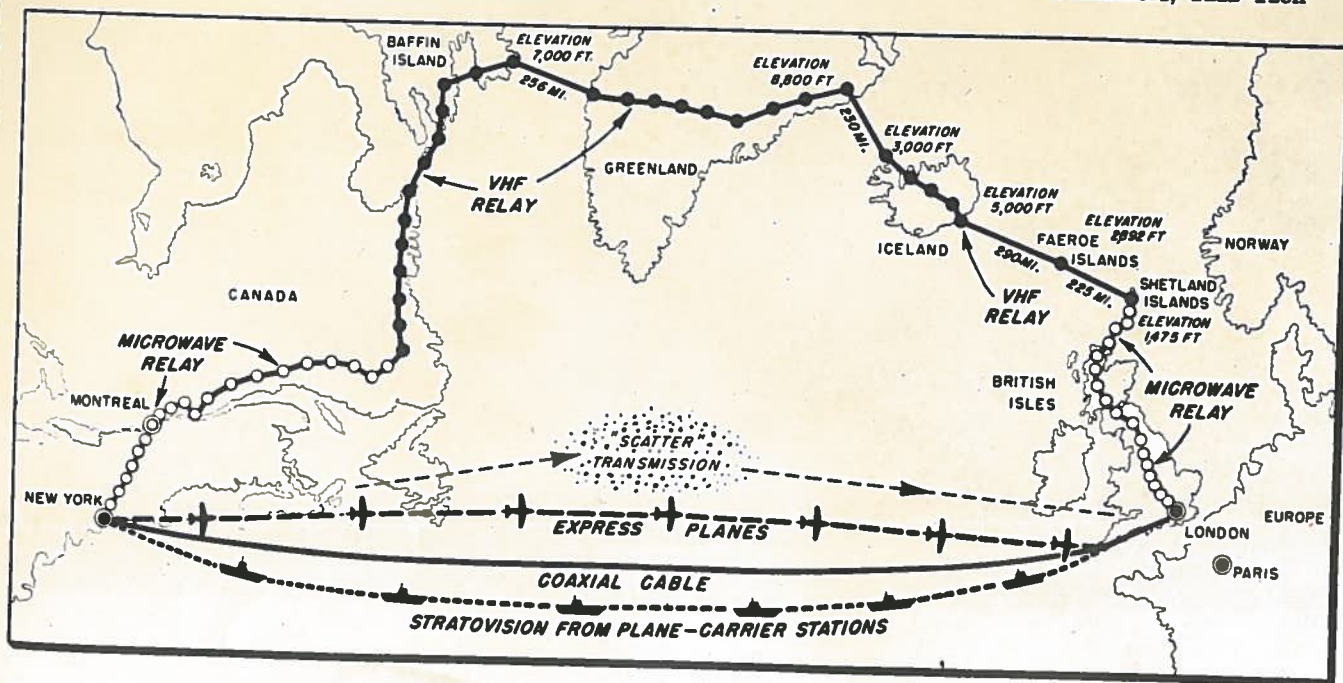 BAFFIN
ISLAND
ELEVATION
7,000 FT.
256 MI.
ELEVATION
8,800 FT
230 MI.
ELEVATION
3,000 FT
GREENLAND
VHF
RELAY
ELEVATION
5,000 FT
ICELAND
ELEVATION
2892 FT
FAEROE
ISLANDS
290 MI.
225 MI.
NORWAY
SHETLAND
ISLANDS
ELEVATION
1,475 FT
VHF
RELAY
CANADA
MICROWAVE
RELAY
MONTREAL
BRITISH
ISLES
MICROWAVE
RELAY
"SCATTER"
TRANSMISSION
NEW YORK
EXPRESS PLANES
LONDON
EUROPE
PARIS
COAXIAL CABLE
STRATOVISION FROM PLANE-CARRIER STATIONS